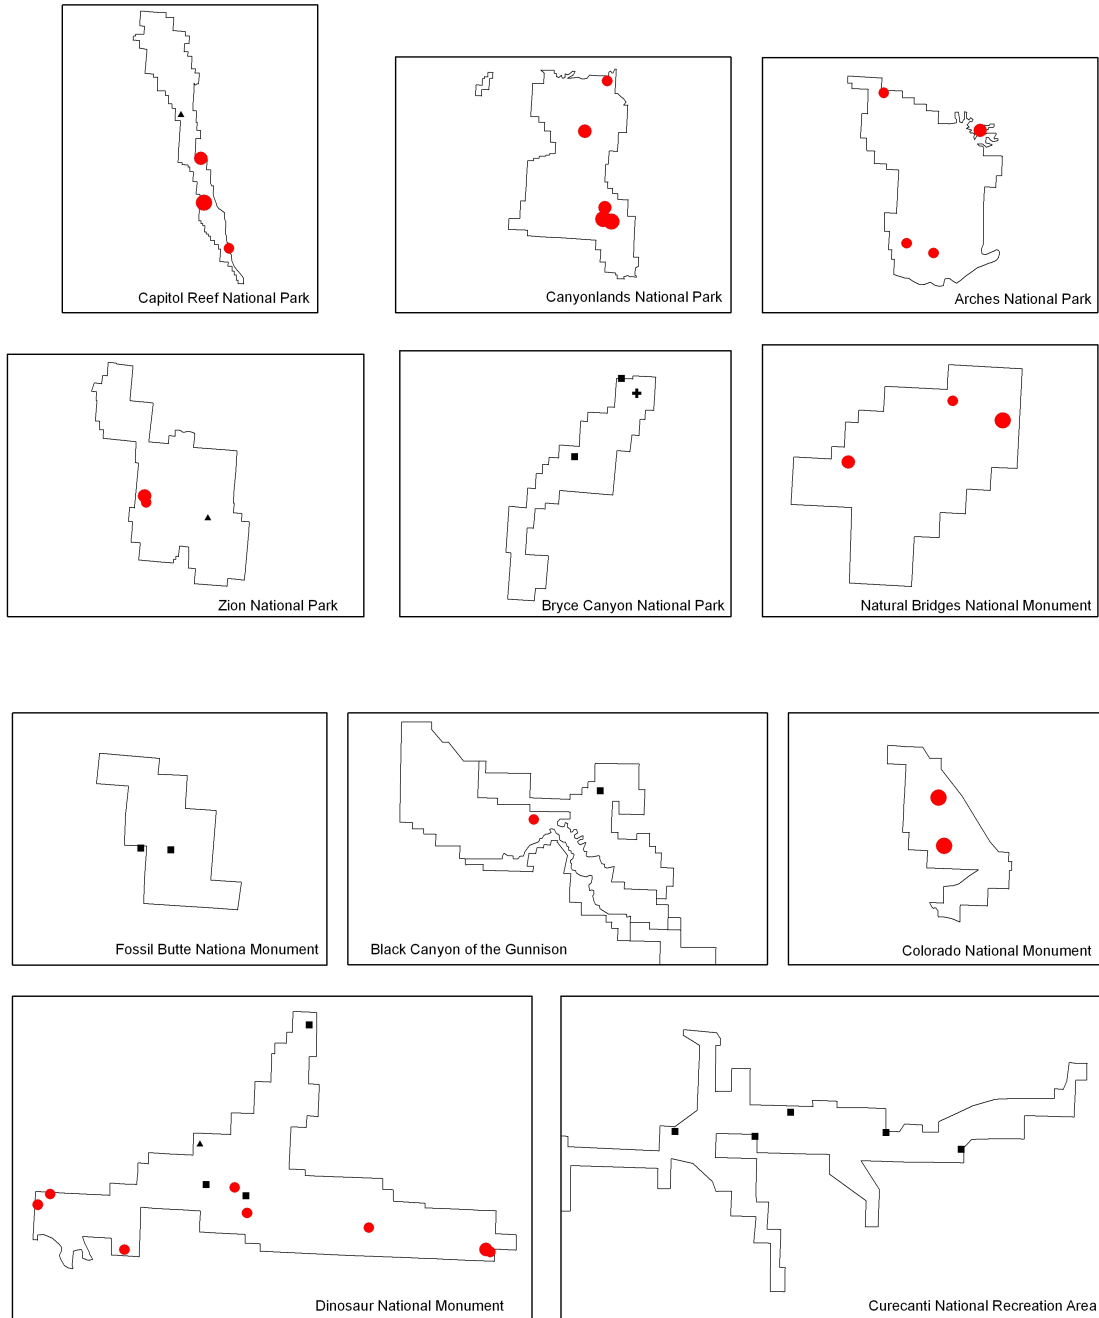 Capitol Reef National Park
Canyonlands National Park
Arches National Park
Zion National Park
Bryce Canyon National Park
Natural Bridges National Monument
Fossil Butte Nationa Monument
Black Canyon of the Gunnison
Colorado National Monument
Dinosaur National Monument
Curecanti National Recreation Area